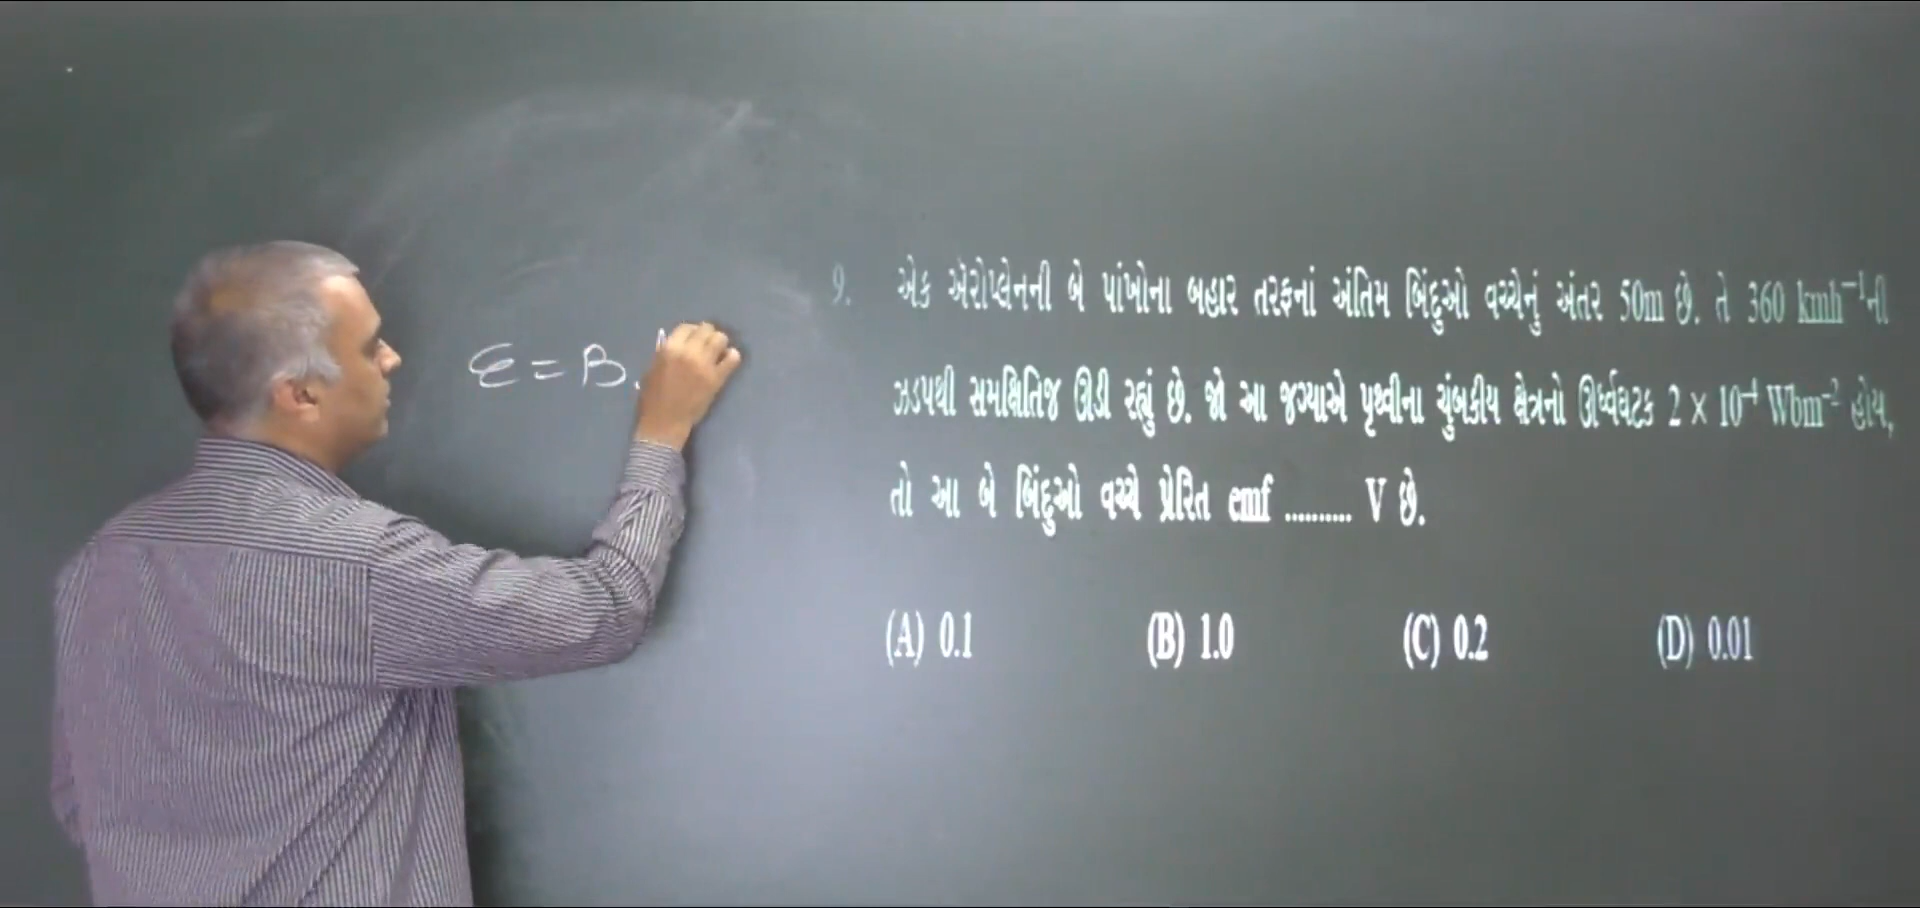 9. એક ઍરોપ્લેનની બે પાંખોના બહાર તરફનાં અંતિમ બિંદુઓ વચ્ચેનું અંતર 50m છે. તે 360 kmh⁻¹ની
ઝડપથી સમક્ષિતિજ ઊડી રહ્યું છે. જો આ જગ્યાએ પૃથ્વીના ચુંબકીય ક્ષેત્રનો ઊર્ધ્વઘટક 2 × 10⁻⁴ Wbm⁻² હોય,
તો આ બે બિંદુઓ વચ્ચે પ્રેરિત emf .......... V છે.
(A) 0.1 (B) 1.0 (C) 0.2 (D) 0.01
ε = B.